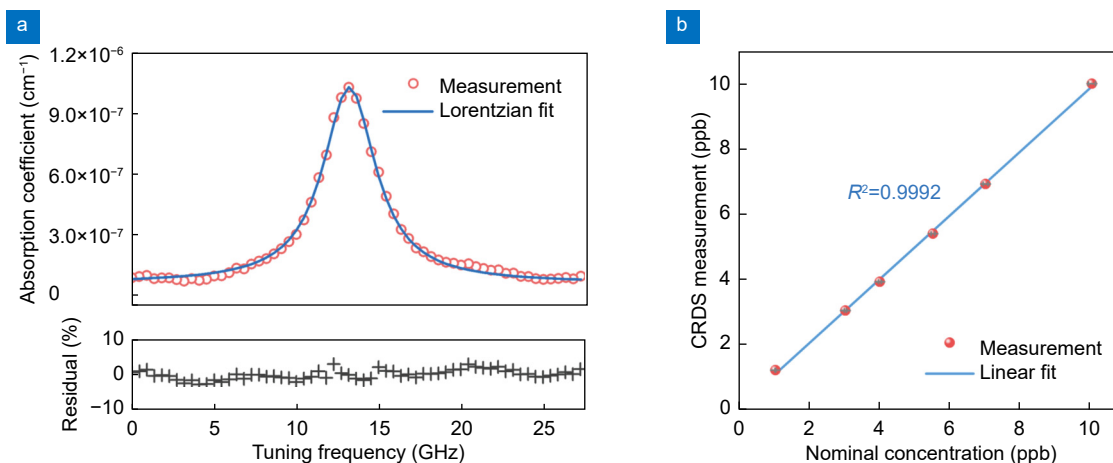 a
1.2×10⁻⁶
9.0×10⁻⁷
6.0×10⁻⁷
3.0×10⁻⁷
0
Absorption coefficient (cm⁻¹)
Measurement
Lorentzian fit
10
0
−10
Residual (%)
0 5 10 15 20 25
Tuning frequency (GHz)
b
10
8
6
4
2
0
CRDS measurement (ppb)
R²=0.9992
Measurement
Linear fit
0 2 4 6 8 10
Nominal concentration (ppb)